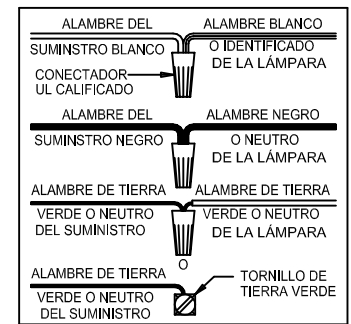 ALAMBRE DEL ALAMBRE BLANCO
SUMINSTRO BLANCO O IDENTIFICADO
DE LA LÁMPARA
CONECTADOR
UL CALIFICADO
ALAMBRE DEL ALAMBRE NEGRO
SUMINSTRO NEGRO O NEUTRO
DE LA LÁMPARA
ALAMBRE DE TIERRA ALAMBRE DE TIERRA
VERDE O NEUTRO VERDE O NEUTRO
DEL SUMINISTRO DE LA LÁMPARA
O
ALAMBRE DE TIERRA TORNILLO DE
VERDE O NEUTRO TIERRA VERDE
DEL SUMINISTRO